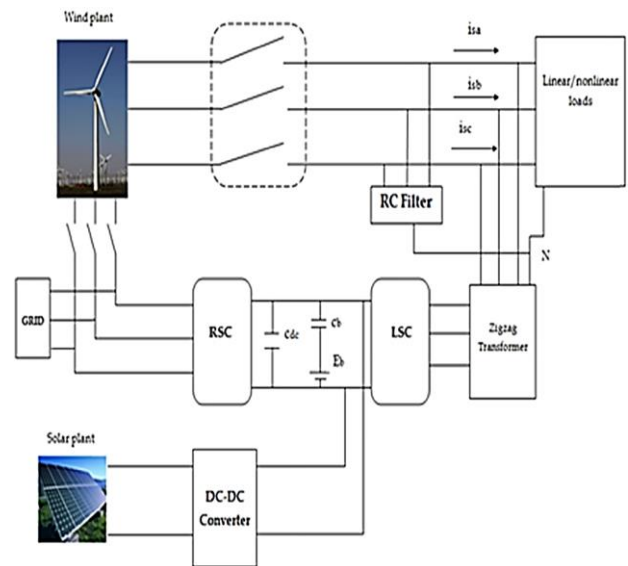 Wind plant
isa
isb
isc
Linear/nonlinear
loads
RC Filter
N
GRID
RSC
Cdc
Cb
Eb
LSC
Zigzag
Transformer
Solar plant
DC-DC
Converter